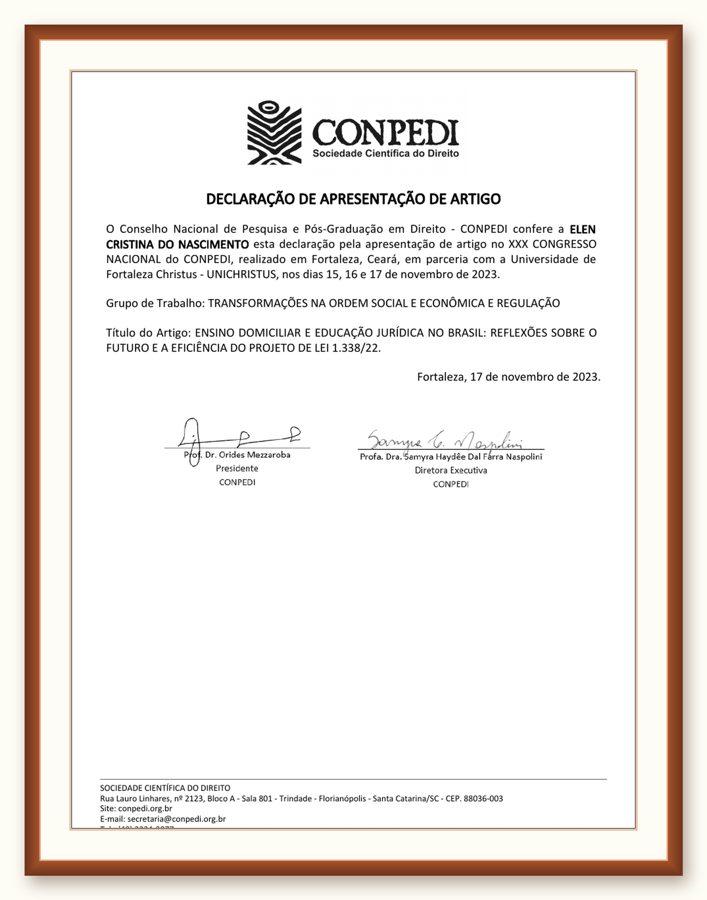 CONPEDI
Sociedade Científica do Direito
DECLARAÇÃO DE APRESENTAÇÃO DE ARTIGO
O Conselho Nacional de Pesquisa e Pós-Graduação em Direito - CONPEDI confere a ELEN
CRISTINA DO NASCIMENTO esta declaração pela apresentação de artigo no XXX CONGRESSO
NACIONAL do CONPEDI, realizado em Fortaleza, Ceará, em parceria com a Universidade de
Fortaleza Christus - UNICHRISTUS, nos dias 15, 16 e 17 de novembro de 2023.
Grupo de Trabalho: TRANSFORMAÇÕES NA ORDEM SOCIAL E ECONÔMICA E REGULAÇÃO
Título do Artigo: ENSINO DOMICILIAR E EDUCAÇÃO JURÍDICA NO BRASIL: REFLEXÕES SOBRE O
FUTURO E A EFICIÊNCIA DO PROJETO DE LEI 1.338/22.
Fortaleza, 17 de novembro de 2023.
Samyra Naspolini
Prof. Dr. Orides Mezzaroba
Presidente
CONPEDI
Profa. Dra. Samyra Haydêe Dal Farra Naspolini
Diretora Executiva
CONPEDI
SOCIEDADE CIENTÍFICA DO DIREITO
Rua Lauro Linhares, nº 2123, Bloco A - Sala 801 - Trindade - Florianópolis - Santa Catarina/SC - CEP. 88036-003
Site: conpedi.org.br
E-mail: secretaria@conpedi.org.br